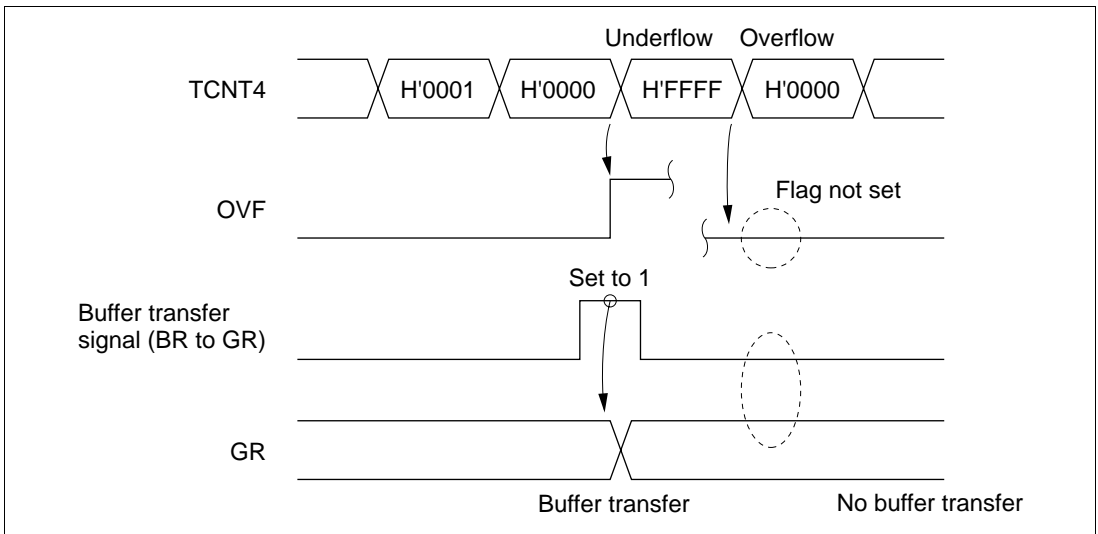 Underflow Overflow
TCNT4 H'0001 H'0000 H'FFFF H'0000
OVF
Flag not set
Set to 1
Buffer transfer
signal (BR to GR)
GR
Buffer transfer No buffer transfer